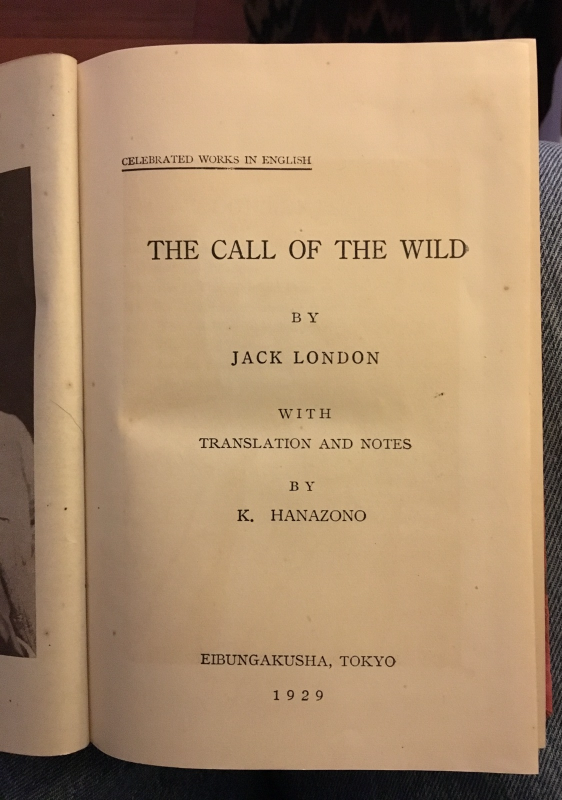 CELEBRATED WORKS IN ENGLISH
THE CALL OF THE WILD
BY
JACK LONDON
WITH
TRANSLATION AND NOTES
BY
K. HANAZONO
EIBUNGAKUSHA, TOKYO
1929